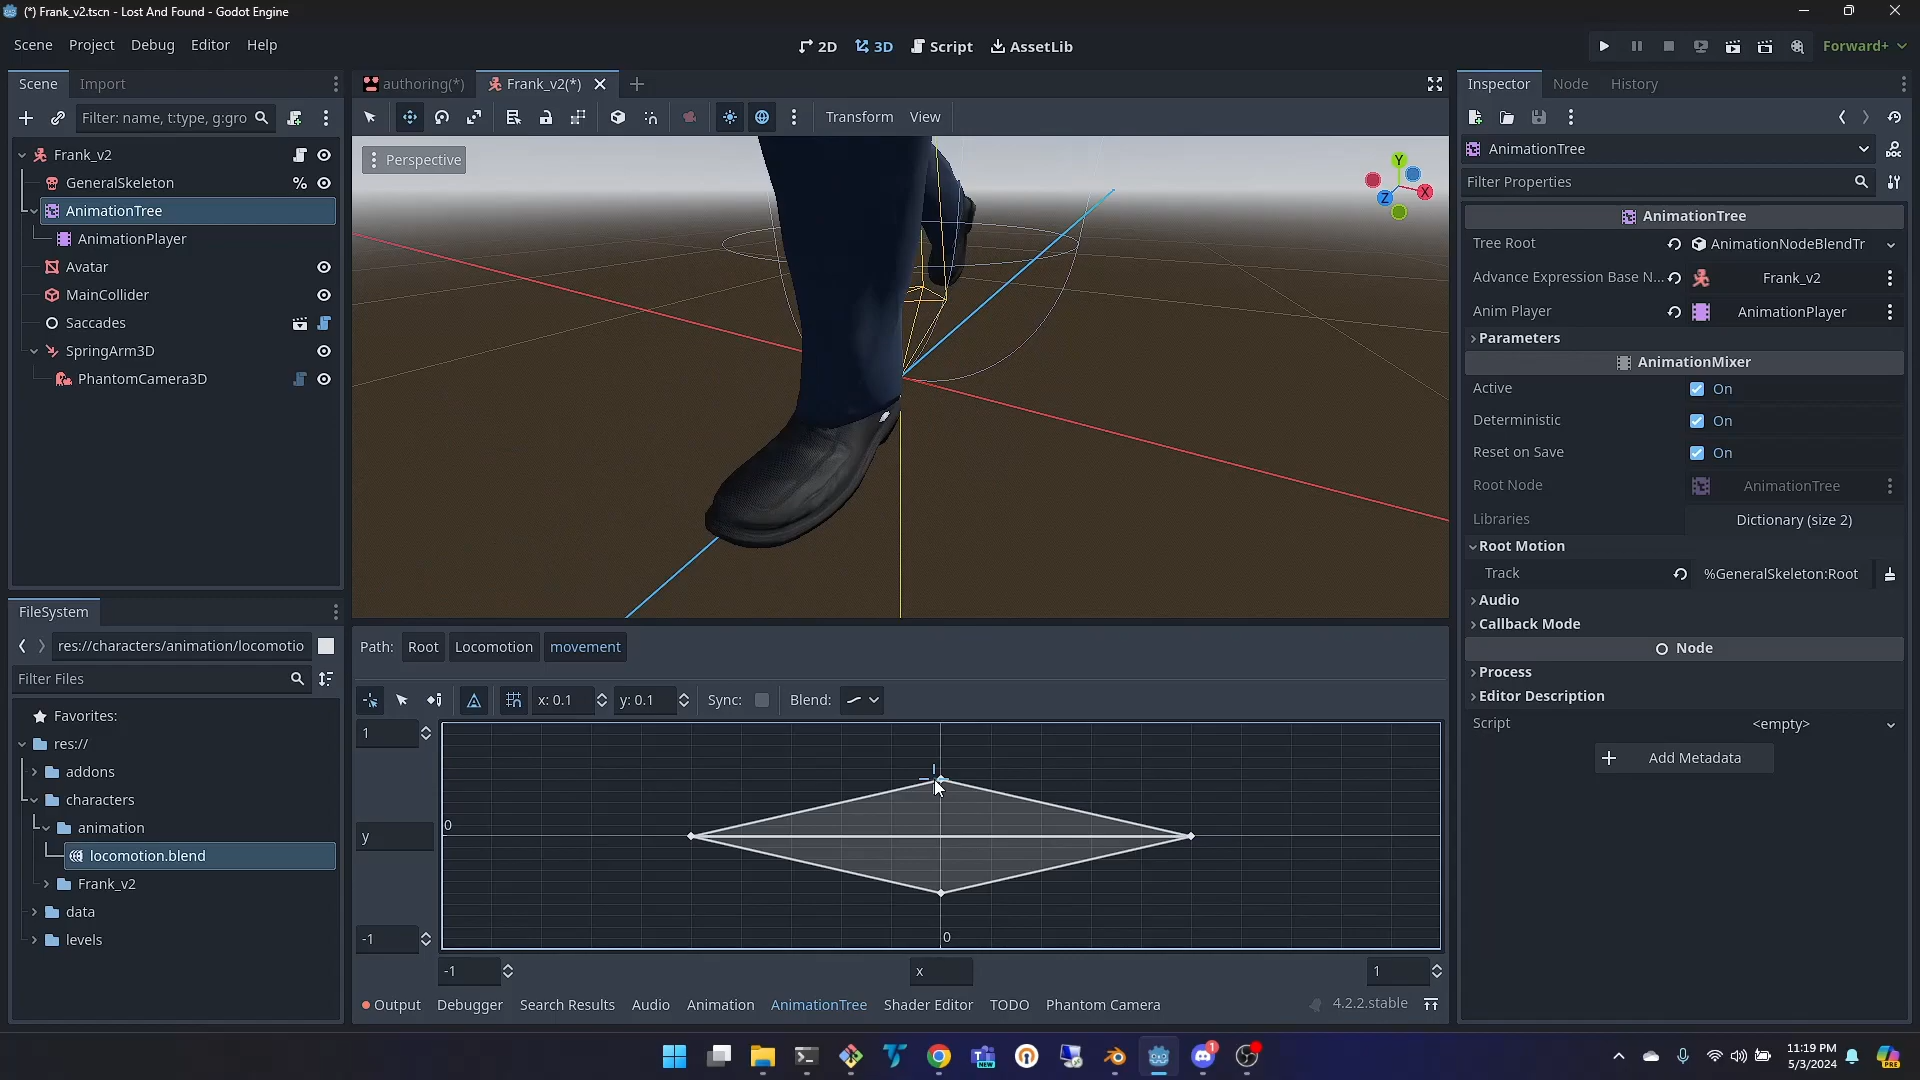 (*) Frank_v2.tscn - Lost And Found - Godot Engine
Scene Project Debug Editor Help
2D 3D Script AssetLib
Forward+
Scene Import
authoring(*) Frank_v2(*)
Inspector Node History
Filter: name, t:type, g:gro
Transform View
Perspective
Y
X
Z
Frank_v2
GeneralSkeleton %
AnimationTree
AnimationPlayer
Avatar
MainCollider
Saccades
SpringArm3D
PhantomCamera3D
AnimationTree
DOC
Filter Properties
AnimationTree
Tree Root AnimationNodeBlendTr
Advance Expression Base N... Frank_v2
Anim Player AnimationPlayer
Parameters
AnimationMixer
Active On
Deterministic On
Reset on Save On
Root Node AnimationTree
Libraries Dictionary (size 2)
Root Motion
Track %GeneralSkeleton:Root
Audio
Callback Mode
Node
Process
Editor Description
Script <empty>
Add Metadata
FileSystem
res://characters/animation/locomotio
Filter Files
Favorites:
res://
addons
characters
animation
locomotion.blend
Frank_v2
data
levels
Path: Root Locomotion movement
x: 0.1 y: 0.1 Sync: Blend:
1
0
y
-1
0
-1 x 1
Output Debugger Search Results Audio Animation AnimationTree Shader Editor TODO Phantom Camera 4.2.2.stable
NEW
1
11:19 PM
5/3/2024
PRE